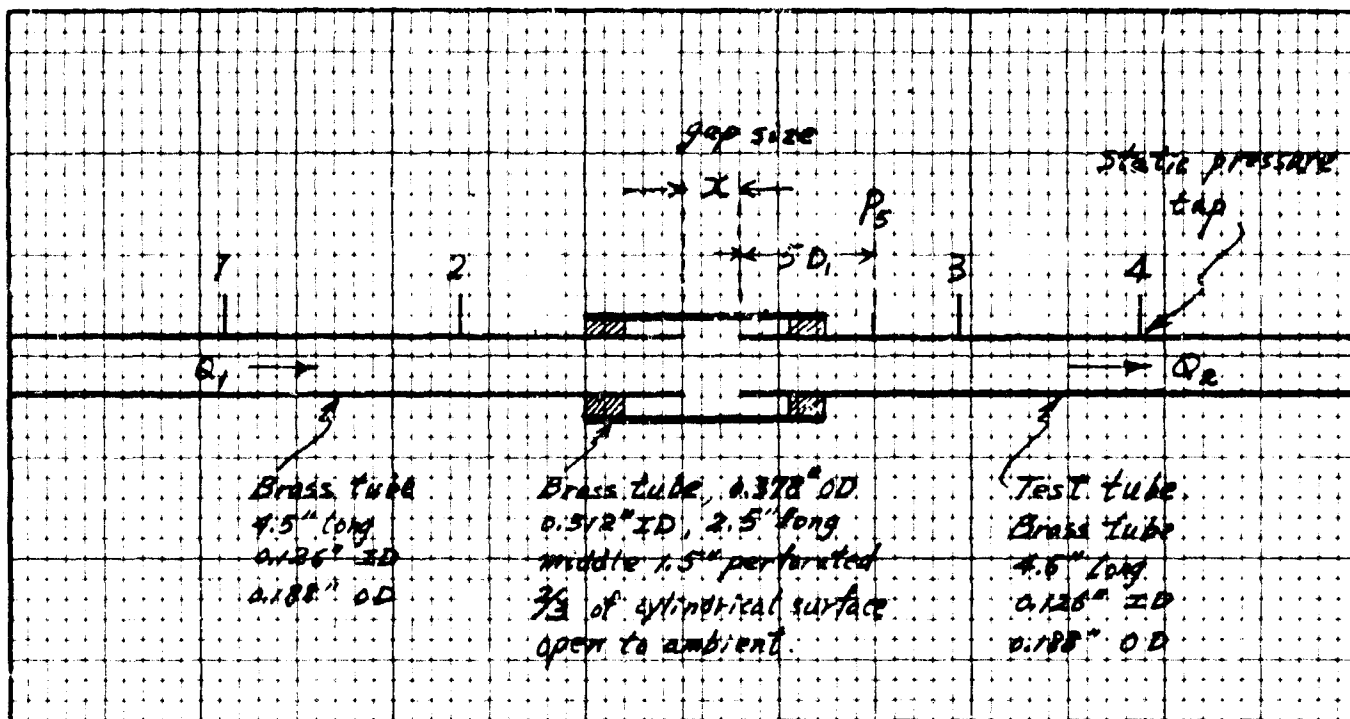 gap size
x
Static pressure
tap
P5
5 D1
1
2
3
4
Q1
Q2
Brass tube
4.5" long
0.126" ID
0.188" OD
Brass tube, 0.378" OD
0.312" ID, 2.5" long
middle 1.5" perforated
2/3 of cylindrical surface
open to ambient.
Test tube.
Brass tube
long
0.126" ID
0.188" OD